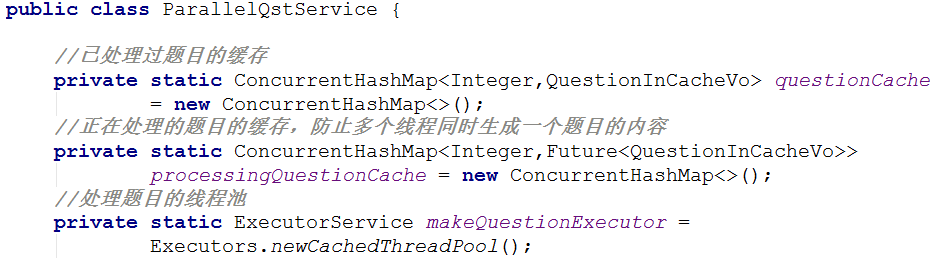 public class ParallelQstService {
//已处理过题目的缓存
private static ConcurrentHashMap<Integer,QuestionInCacheVo> questionCache
= new ConcurrentHashMap<>();
//正在处理的题目的缓存，防止多个线程同时生成一个题目的内容
private static ConcurrentHashMap<Integer,Future<QuestionInCacheVo>>
processingQuestionCache = new ConcurrentHashMap<>();
//处理题目的线程池
private static ExecutorService makeQuestionExecutor =
Executors.newCachedThreadPool();